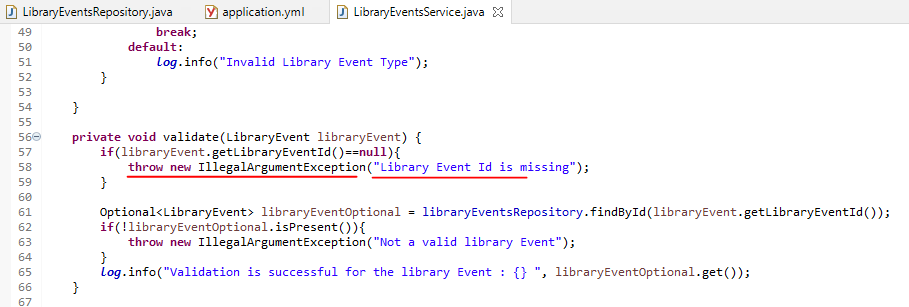 LibraryEventsRepository.java application.yml LibraryEventsService.java
49 break;
50 default:
51 log.info("Invalid Library Event Type");
52 }
53
54 }
55
56 private void validate(LibraryEvent libraryEvent) {
57 if(libraryEvent.getLibraryEventId()==null){
58 throw new IllegalArgumentException("Library Event Id is missing");
59 }
60
61 Optional<LibraryEvent> libraryEventOptional = libraryEventsRepository.findById(libraryEvent.getLibraryEventId());
62 if(!libraryEventOptional.isPresent()){
63 throw new IllegalArgumentException("Not a valid library Event");
64 }
65 log.info("Validation is successful for the library Event : {} ", libraryEventOptional.get());
66 }
67